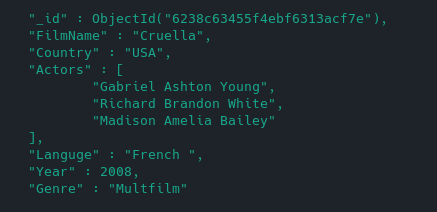 "_id" : ObjectId("6238c63455f4ebf6313acf7e"),
"FilmName" : "Cruella",
"Country" : "USA",
"Actors" : [
"Gabriel Ashton Young",
"Richard Brandon White",
"Madison Amelia Bailey"
],
"Languge" : "French ",
"Year" : 2008,
"Genre" : "Multfilm"